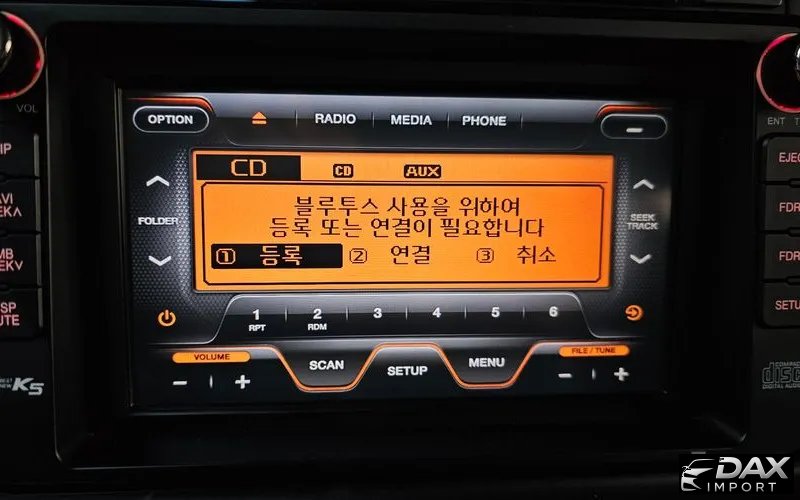 OPTION RADIO MEDIA PHONE
VOL
ENT
CD CD AUX
블루투스 사용을 위하여
등록 또는 연결이 필요합니다
① 등록 ② 연결 ③ 취소
FOLDER
SEEK
TRACK
FDR
FDR
1 2 3 4 5 6
RPT RDM
VOLUME
FILE / TUNE
SCAN SETUP MENU
K5
DAX
IMPORT